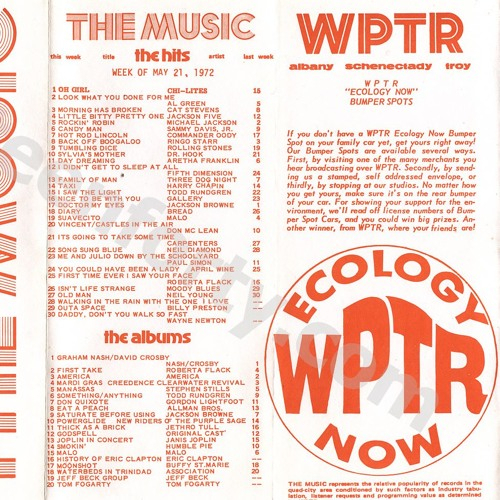 THE MUSIC
this week title the hits artist last week
WEEK OF MAY 21, 1972
1 OH GIRL CHI-LITES 15
2 LOOK WHAT YOU DONE FOR ME
AL GREEN 5
3 MORNING HAS BROKEN CAT STEVENS 8
4 LITTLE BITTY PRETTY ONE JACKSON FIVE 12
5 ROCKIN' ROBIN MICHAEL JACKSON 2
6 CANDY MAN SAMMY DAVIS, JR. 9
7 HOT ROD LINCOLN COMMANDER CODY 17
8 BACK OFF BOOGALOO RINGO STARR 3
9 TUMBLING DICE ROLLING STONES 19
10 SYLVIA'S MOTHER DR. HOOK 21
11 DAY DREAMING ARETHA FRANKLIN 6
12 I DIDN'T GET TO SLEEP AT ALL
FIFTH DIMENSION 24
13 FAMILY OF MAN THREE DOG NIGHT 7
14 TAXI HARRY CHAPIN 14
15 I SAW THE LIGHT TODD RUNDGREN 22
16 NICE TO BE WITH YOU GALLERY 23
17 DOCTOR MY EYES JACKSON BROWNE 1
18 DIARY BREAD 26
19 SUAVECITO MALO 4
20 VINCENT/CASTLES IN THE AIR
DON MC LEAN 10
21 ITS GOING TO TAKE SOME TIME
CARPENTERS 27
22 SONG SUNG BLUE NEIL DIAMOND 28
23 ME AND JULIO DOWN BY THE SCHOOLYARD
PAUL SIMON 11
24 YOU COULD HAVE BEEN A LADY APRIL WINE 25
25 FIRST TIME EVER I SAW YOUR FACE
ROBERTA FLACK 16
26 ISN'T LIFE STRANGE MOODY BLUES 29
27 OLD MAN NEIL YOUNG 30
28 WALKING IN THE RAIN WITH THE ONE I LOVE ---
29 OUTA SPACE BILLY PRESTON ---
30 DADDY, DON'T YOU WALK SO FAST
WAYNE NEWTON ---
the albums
1 GRAHAM NASH/DAVID CROSBY
NASH/CROSBY 1
2 FIRST TAKE ROBERTA FLACK 4
3 AMERICA AMERICA 2
4 MARDI GRAS CREEDENCE CLEARWATER REVIVAL 3
5 MANASSAS STEPHEN STILLS 5
6 SOMETHING/ANYTHING TODD RUNDGREN 9
7 DON QUIXOTE GORDON LIGHTFOOT 11
8 EAT A PEACH ALLMAN BROS. 13
9 SATURATE BEFORE USING JACKSON BROWNE 7
10 POWERGLIDE NEW RIDERS OF THE PURPLE SAGE 14
11 THICK AS A BRICK JETHRO TULL 16
12 GODSPELL ORIGINAL CAST 12
13 JOPLIN IN CONCERT JANIS JOPLIN 15
14 SMOKIN' HUMBLE PIE 10
15 MALO MALO 6
16 HISTORY OF ERIC CLAPTON ERIC CLAPTON ---
17 MOONSHOT BUFFY ST. MARIE 18
18 WATERBEDS IN TRINIDAD ASSOCIATION 20
19 JEFF BECK GROUP JEFF BECK ---
20 TOM FOGARTY TOM FOGARTY ---
WPTR
albany schenectady troy
WPTR
"ECOLOGY NOW"
BUMPER SPOTS
If you don't have a WPTR Ecology Now Bumper
Spot on your family car yet, get yours right away!
Our Bumper Spots are available several ways.
First, by visiting one of the many merchants you
hear broadcasting over WPTR. Secondly, by send-
ing us a stamped, self addressed envelope, or
thirdly, by stopping at our studios. No matter how
you get yours, make sure it's on the rear bumper
of your car. For showing your support for the en-
vironment, we'll read off license numbers of Bum-
per Spot Cars, and you could win big prizes. An-
other winner, from WPTR, where your friends are!
ECOLOGY
WPTR
NOW
THE MUSIC represents the relative popularity of records in the
quad-city area conditioned by such factors as industry tabu-
lation, listener requests and programming value as determined